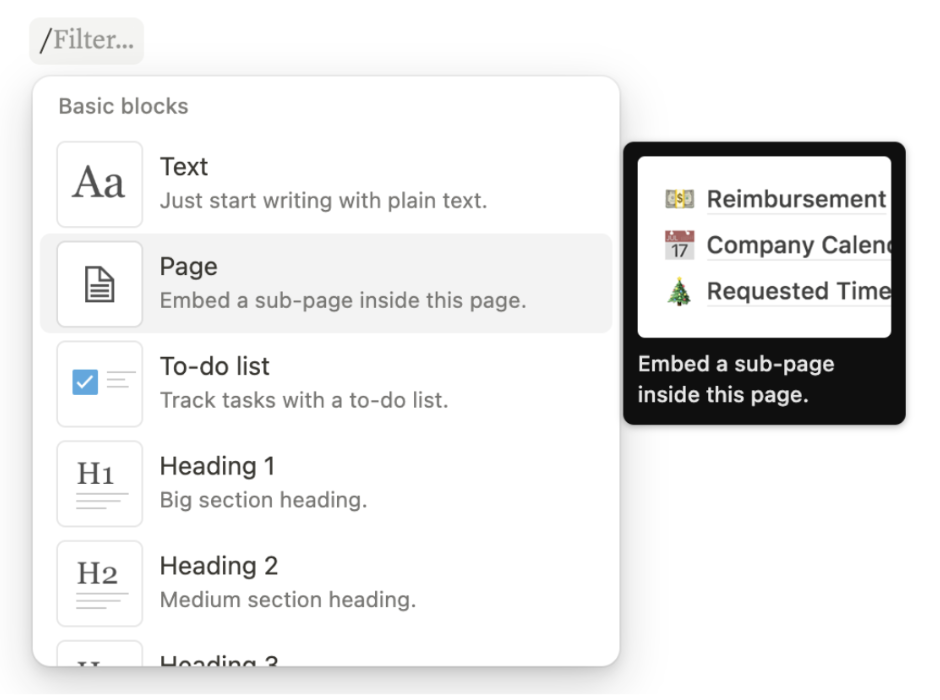 /Filter...
Basic blocks
Aa
Text
Just start writing with plain text.
Page
Embed a sub-page inside this page.
To-do list
Track tasks with a to-do list.
H1
Heading 1
Big section heading.
H2
Heading 2
Medium section heading.
Heading 3
💵 Reimbursement
17 Company Calend
🎄 Requested Time
Embed a sub-page
inside this page.